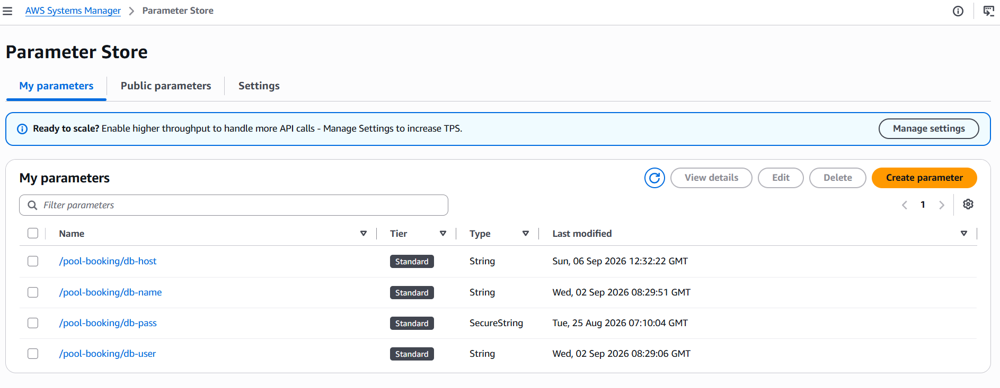 AWS Systems Manager > Parameter Store
Parameter Store
My parameters Public parameters Settings
Ready to scale? Enable higher throughput to handle more API calls - Manage Settings to increase TPS. Manage settings
My parameters View details Edit Delete Create parameter
Filter parameters 1
Name Tier Type Last modified
/pool-booking/db-host Standard String Sun, 06 Sep 2026 12:32:22 GMT
/pool-booking/db-name Standard String Wed, 02 Sep 2026 08:29:51 GMT
/pool-booking/db-pass Standard SecureString Tue, 25 Aug 2026 07:10:04 GMT
/pool-booking/db-user Standard String Wed, 02 Sep 2026 08:29:06 GMT